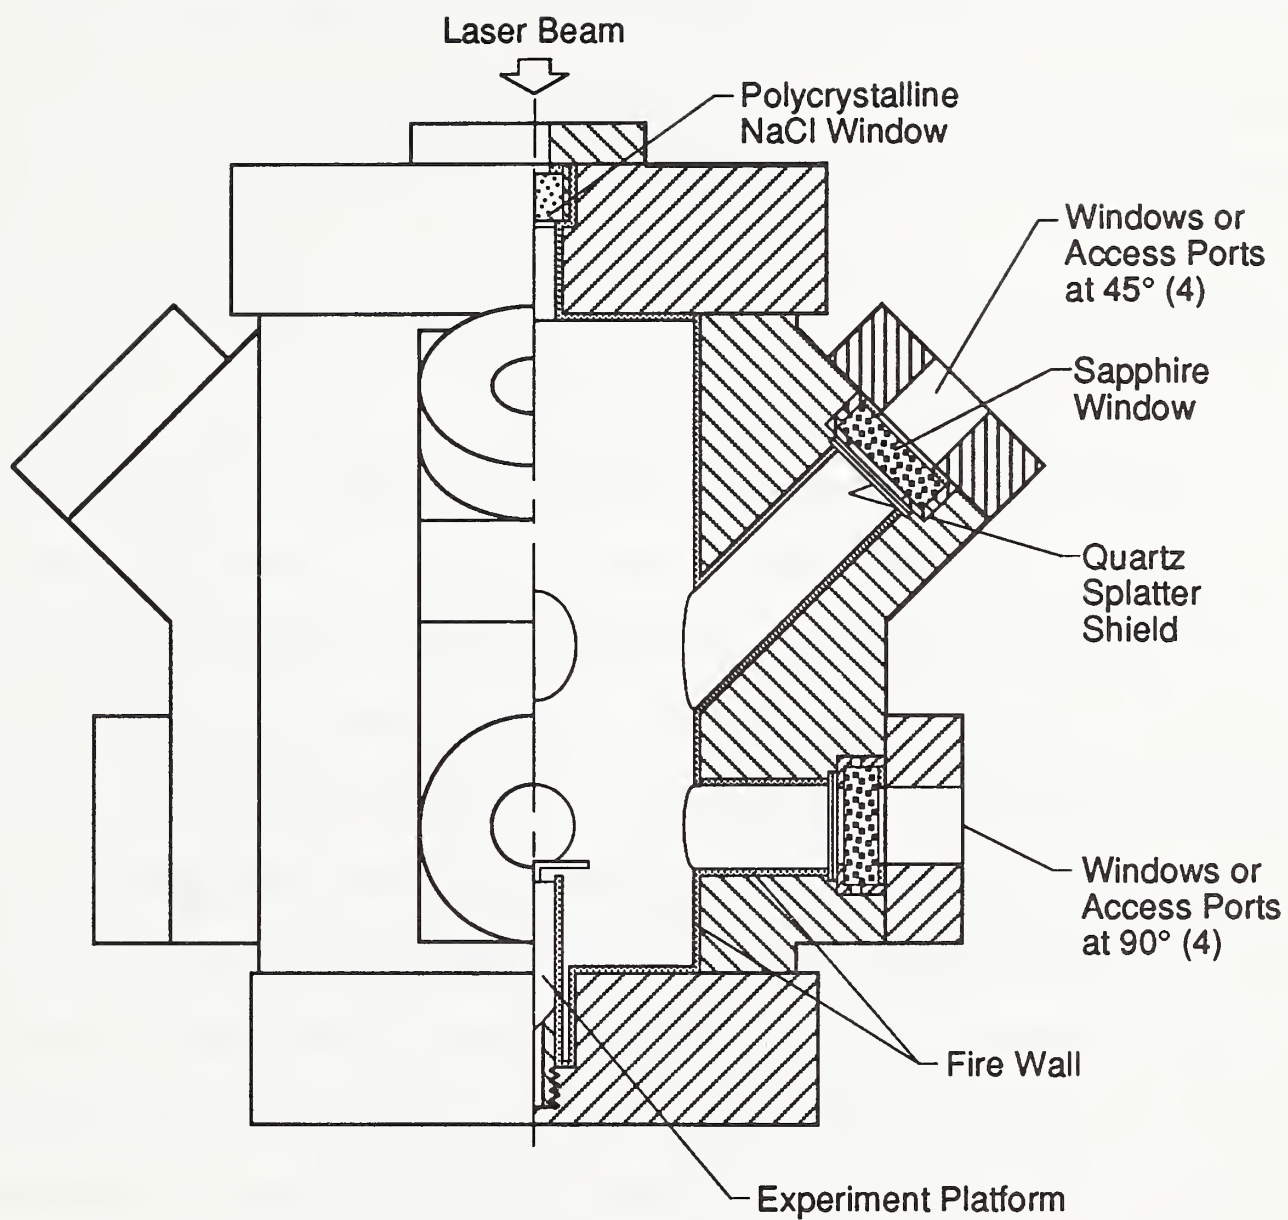 Laser Beam
Polycrystalline
NaCl Window
Windows or
Access Ports
at 45° (4)
Sapphire
Window
Quartz
Splatter
Shield
Windows or
Access Ports
at 90° (4)
Fire Wall
Experiment Platform